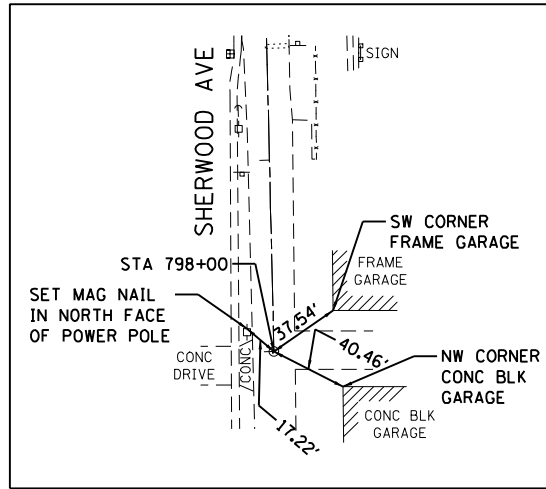 SHERWOOD AVE
SIGN
SW CORNER
FRAME GARAGE
STA 798+00
FRAME
GARAGE
SET MAG NAIL
IN NORTH FACE
OF POWER POLE
37.54'
40.46'
CONC
DRIVE
CONC
NW CORNER
CONC BLK
GARAGE
17.22'
CONC BLK
GARAGE